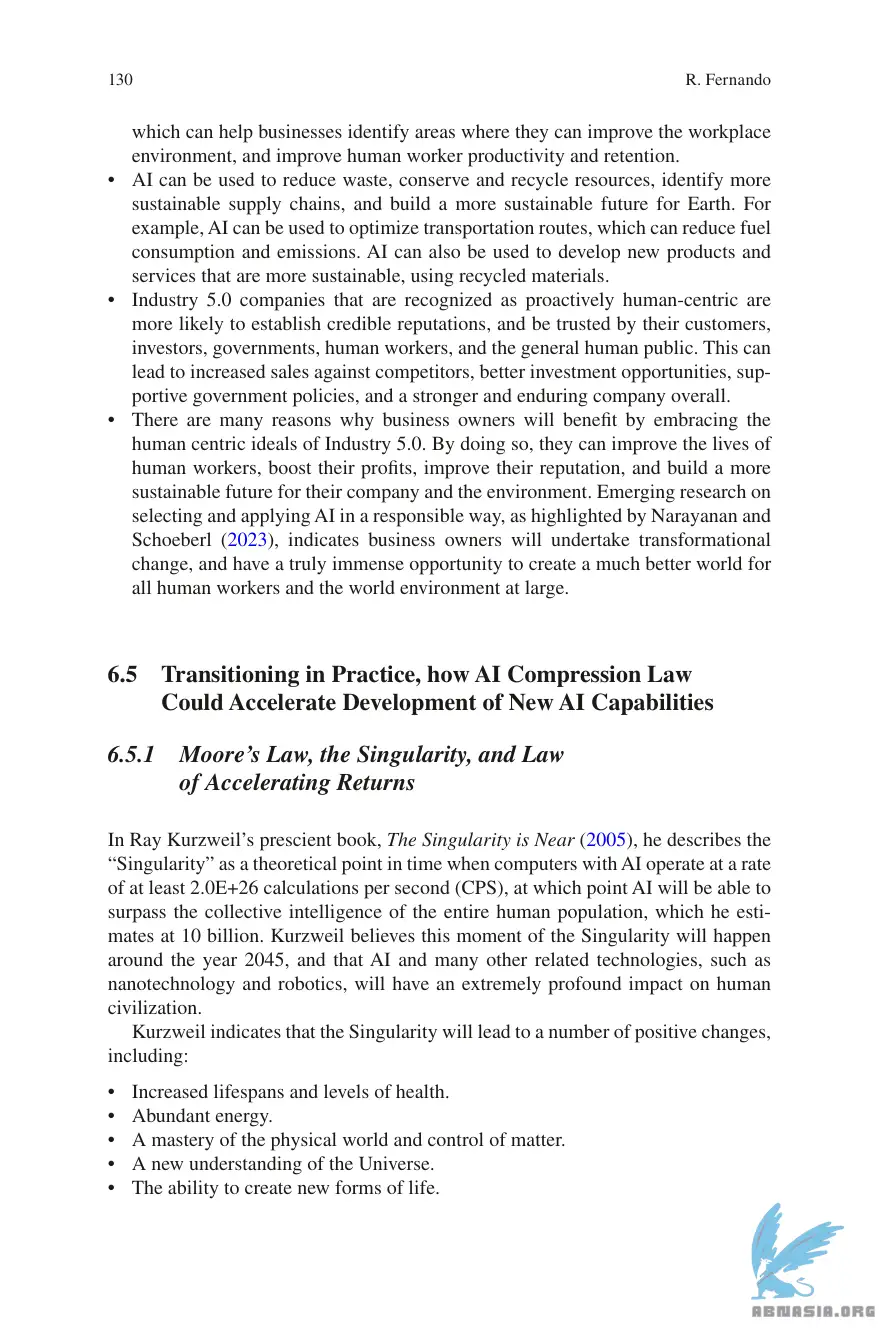 130
R. Fernando
which can help businesses identify areas where they can improve the workplace
environment, and improve human worker productivity and retention.
• AI can be used to reduce waste, conserve and recycle resources, identify more
sustainable supply chains, and build a more sustainable future for Earth. For
example, AI can be used to optimize transportation routes, which can reduce fuel
consumption and emissions. AI can also be used to develop new products and
services that are more sustainable, using recycled materials.
• Industry 5.0 companies that are recognized as proactively human-centric are
more likely to establish credible reputations, and be trusted by their customers,
investors, governments, human workers, and the general human public. This can
lead to increased sales against competitors, better investment opportunities, sup-
portive government policies, and a stronger and enduring company overall.
• There are many reasons why business owners will benefit by embracing the
human centric ideals of Industry 5.0. By doing so, they can improve the lives of
human workers, boost their profits, improve their reputation, and build a more
sustainable future for their company and the environment. Emerging research on
selecting and applying AI in a responsible way, as highlighted by Narayanan and
Schoeberl (2023), indicates business owners will undertake transformational
change, and have a truly immense opportunity to create a much better world for
all human workers and the world environment at large.
6.5 Transitioning in Practice, how AI Compression Law
Could Accelerate Development of New AI Capabilities
6.5.1 Moore's Law, the Singularity, and Law
of Accelerating Returns
In Ray Kurzweil's prescient book, The Singularity is Near (2005), he describes the
“Singularity” as a theoretical point in time when computers with AI operate at a rate
of at least 2.0E+26 calculations per second (CPS), at which point AI will be able to
surpass the collective intelligence of the entire human population, which he esti-
mates at 10 billion. Kurzweil believes this moment of the Singularity will happen
around the year 2045, and that AI and many other related technologies, such as
nanotechnology and robotics, will have an extremely profound impact on human
civilization.
Kurzweil indicates that the Singularity will lead to a number of positive changes,
including:
• Increased lifespans and levels of health.
• Abundant energy.
• A mastery of the physical world and control of matter.
• A new understanding of the Universe.
• The ability to create new forms of life.
ABNASIA.ORG